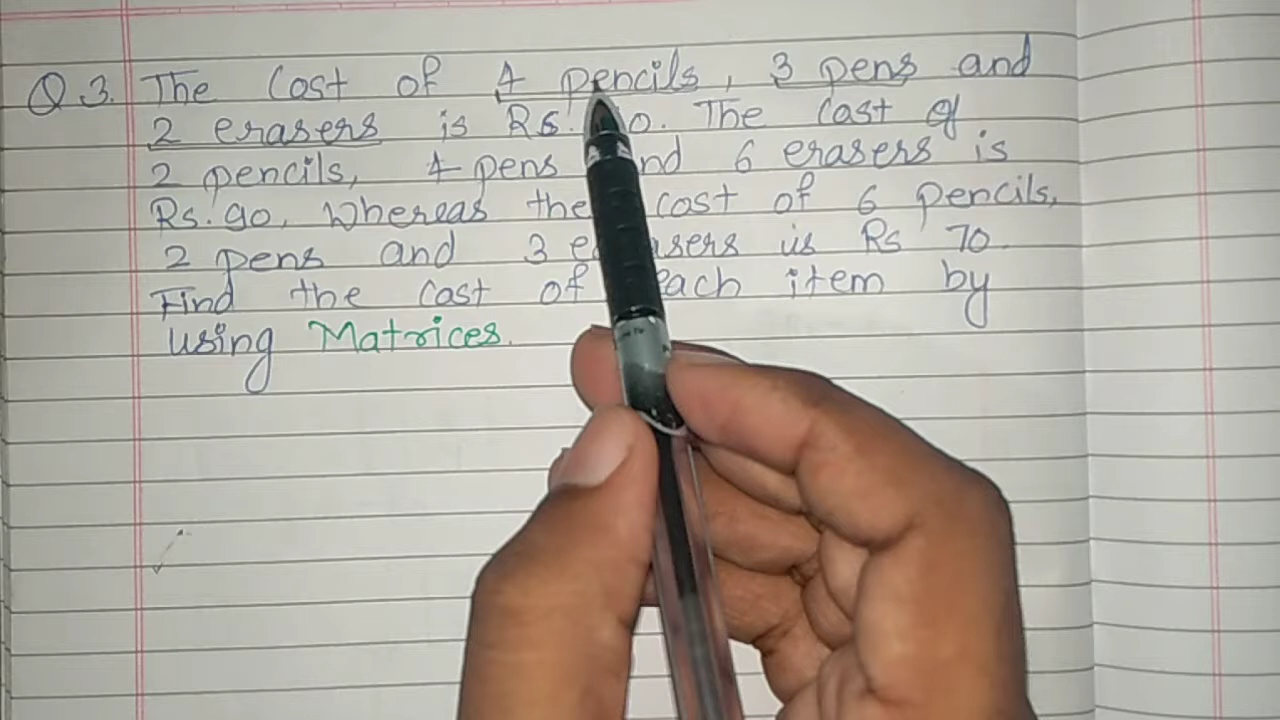 Q 3. The Cost of 4 pencils, 3 pens and
2 erasers is Rs. 0. The Cost of
2 pencils, 4 pens nd 6 erasers is
Rs. 90, Whereas the cost of 6 pencils,
2 pens and 3 erasers is Rs 70
Find the Cost of each item by
using Matrices.